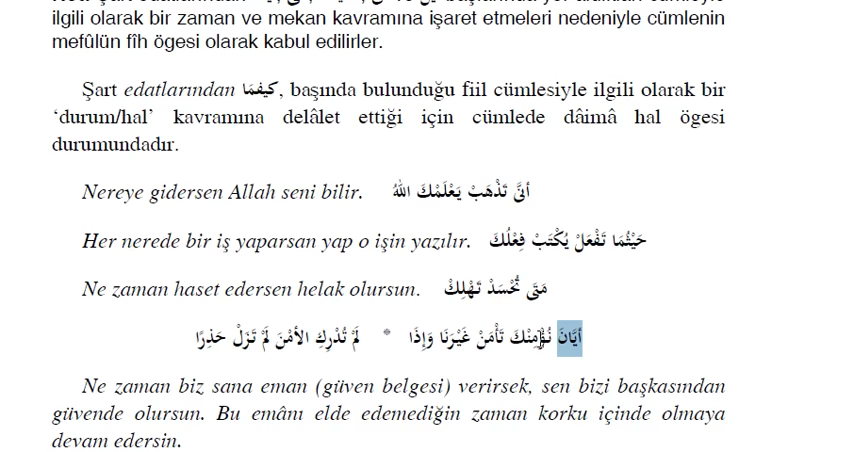 ilgili olarak bir zaman ve mekan kavramına işaret etmeleri nedeniyle cümlenin
mefûlün fîh ögesi olarak kabul edilirler.
Şart edatlarından كيفمَا, başında bulunduğu fiil cümlesiyle ilgili olarak bir
‘durum/hal’ kavramına delâlet ettiği için cümlede dâimâ hal ögesi
durumundadır.
Nereye gidersen Allah seni bilir. أنَّى تَذْهَبْ يَعْلَمْكَ اللهُ
Her nerede bir iş yaparsan yap o işin yazılır. حَيْثُمَا تَفْعَلْ يُكْتَبْ فِعْلُكَ
Ne zaman haset edersen helak olursun. مَتَى تَحْسُدْ تَهْلِكْ
أيَّانَ نُؤْمِنْكَ تَأْمَنْ غَيْرَنَا وَإِذَا * لَمْ تُدْرِكِ الأَمْنَ لَمْ تَزَلْ حَذِرًا
Ne zaman biz sana eman (güven belgesi) verirsek, sen bizi başkasından
güvende olursun. Bu emânı elde edemediğin zaman korku içinde olmaya
devam edersin.